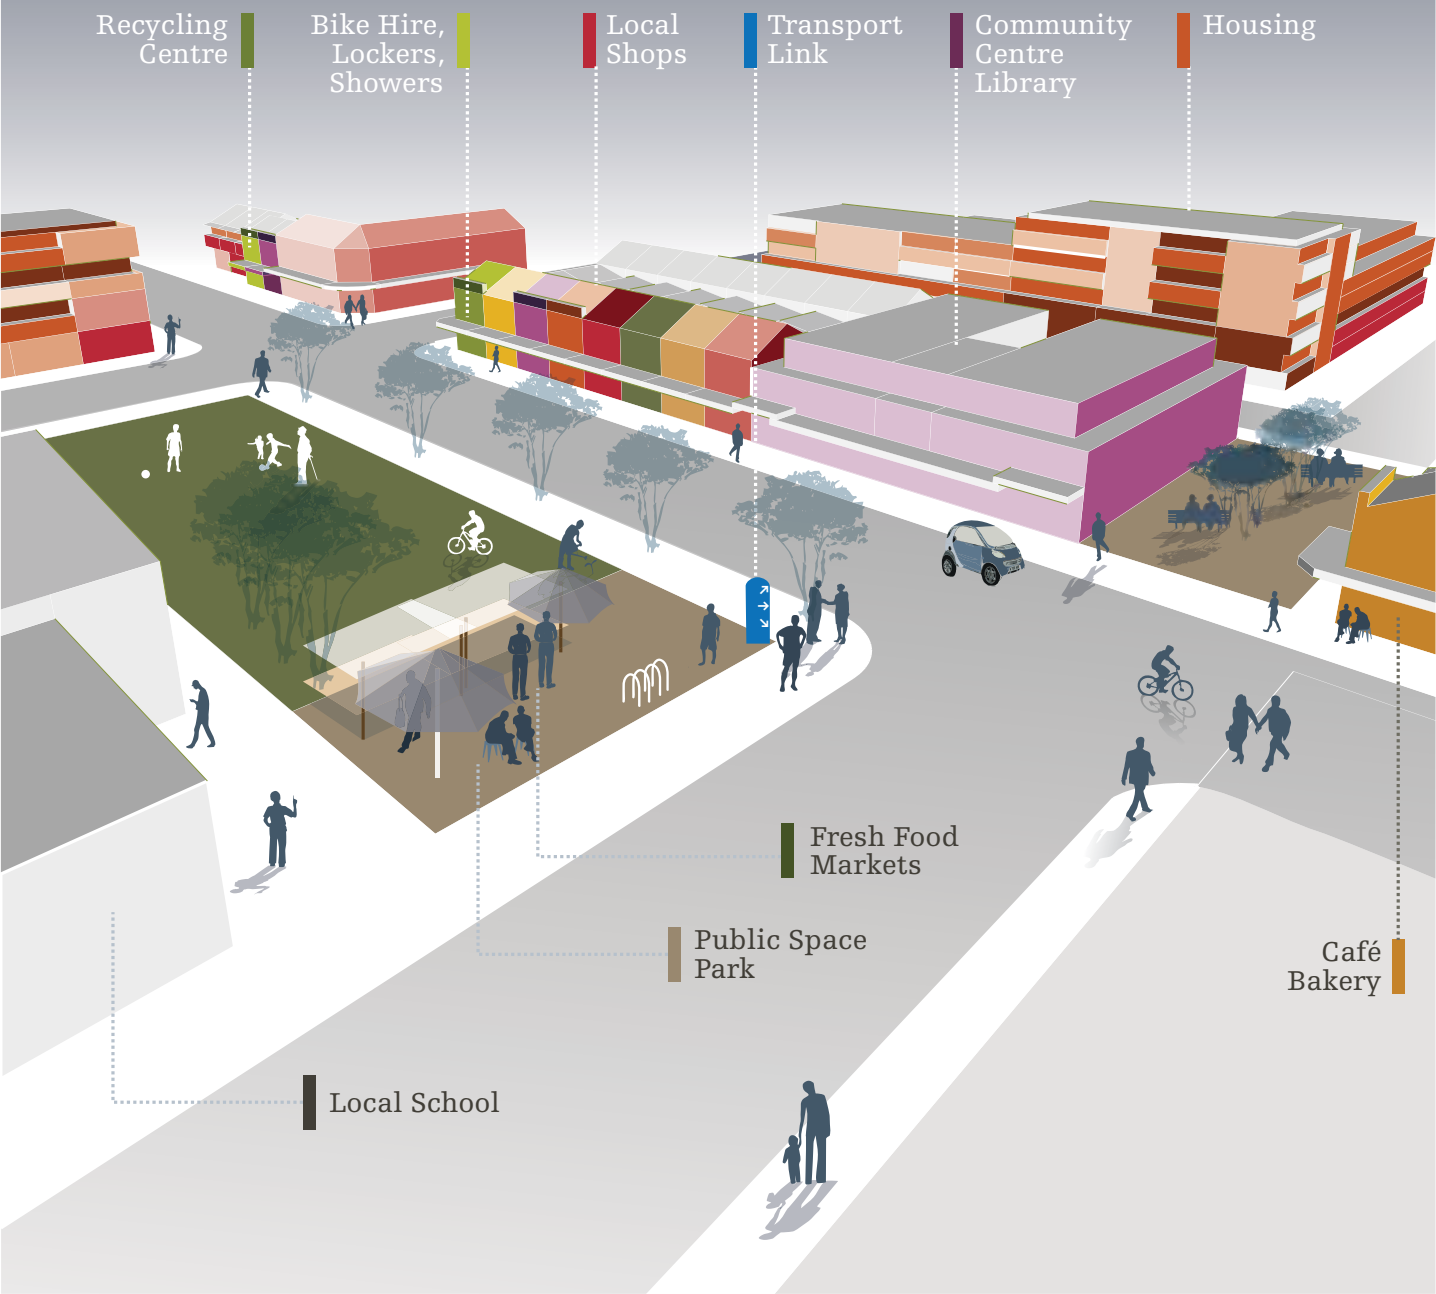 Recycling
Centre
Bike Hire,
Lockers,
Showers
Local
Shops
Transport
Link
Community
Centre
Library
Housing
Fresh Food
Markets
Public Space
Park
Café
Bakery
Local School